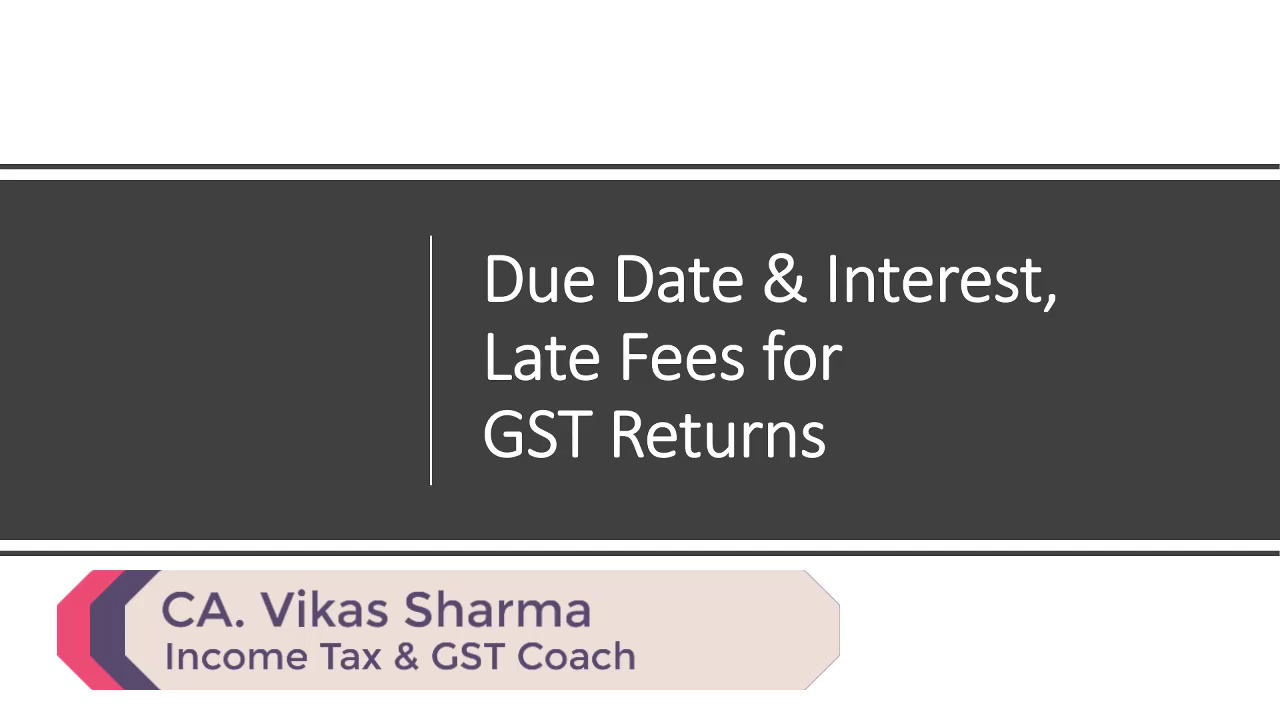 Due Date & Interest,
Late Fees for
GST Returns
CA. Vikas Sharma
Income Tax & GST Coach